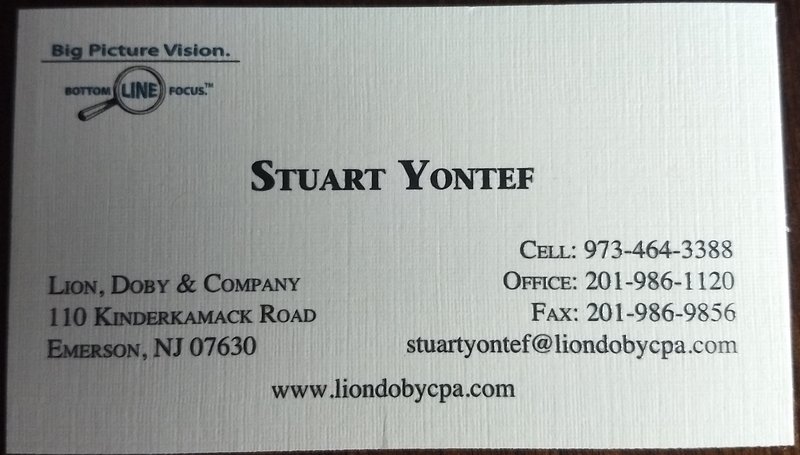 Big Picture Vision.
BOTTOM LINE FOCUS.™
STUART YONTEF
LION, DOBY & COMPANY
110 KINDERKAMACK ROAD
EMERSON, NJ 07630
CELL: 973-464-3388
OFFICE: 201-986-1120
FAX: 201-986-9856
stuartyontef@liondobycpa.com
www.liondobycpa.com